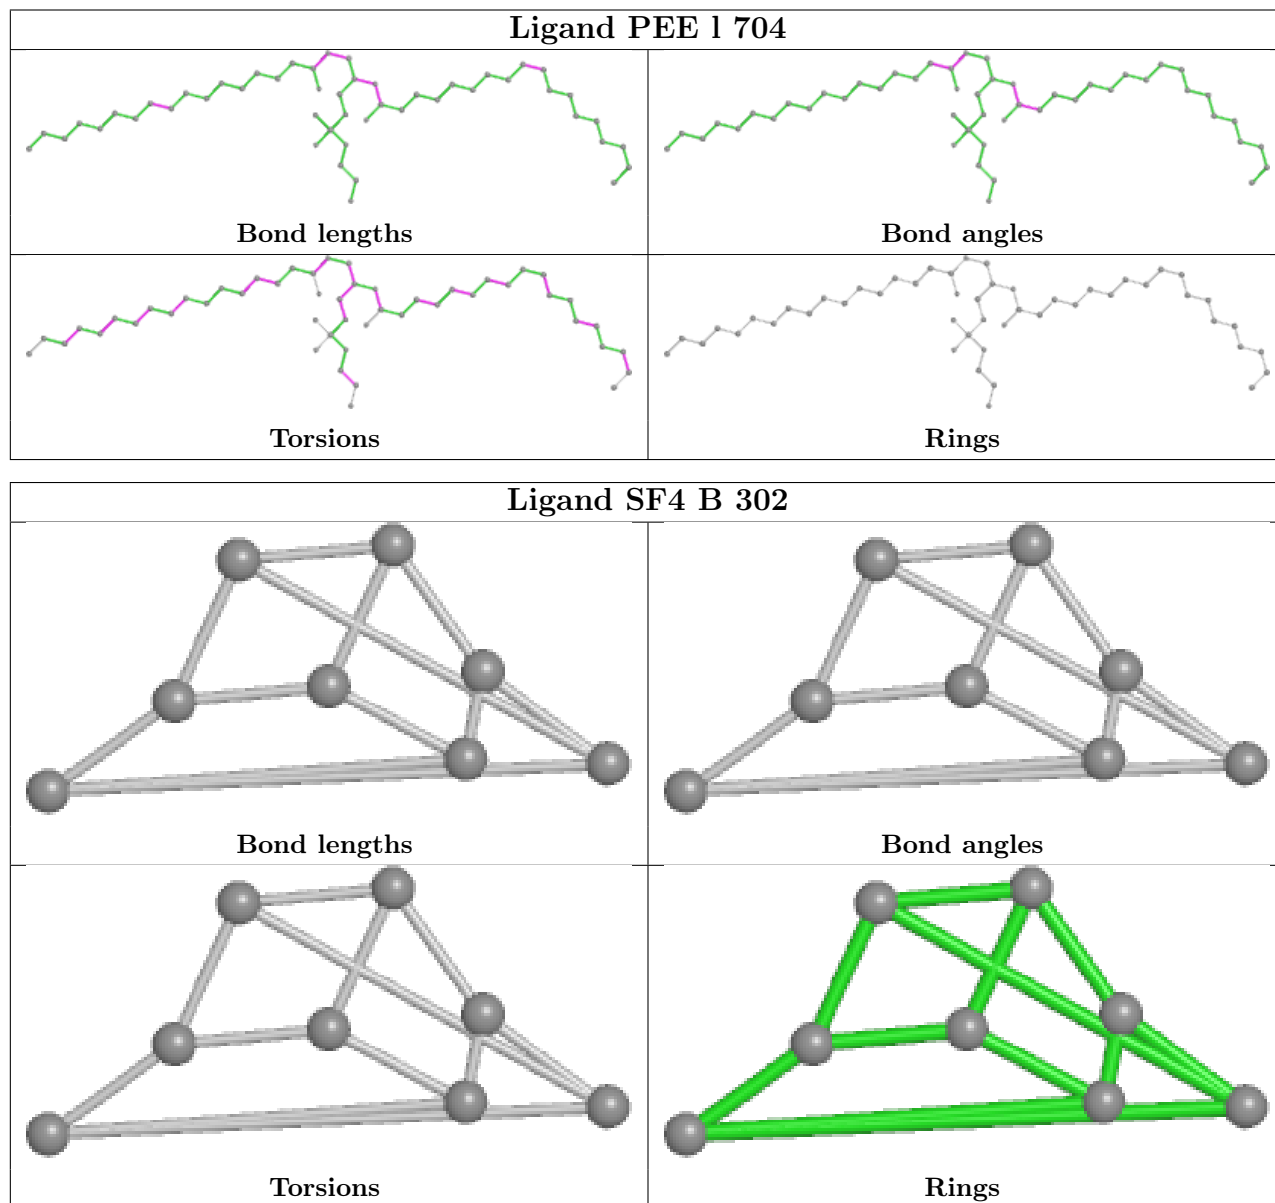 Ligand PEE l 704
Bond lengths
Bond angles
Torsions
Rings
Ligand SF4 B 302
Bond lengths
Bond angles
Torsions
Rings